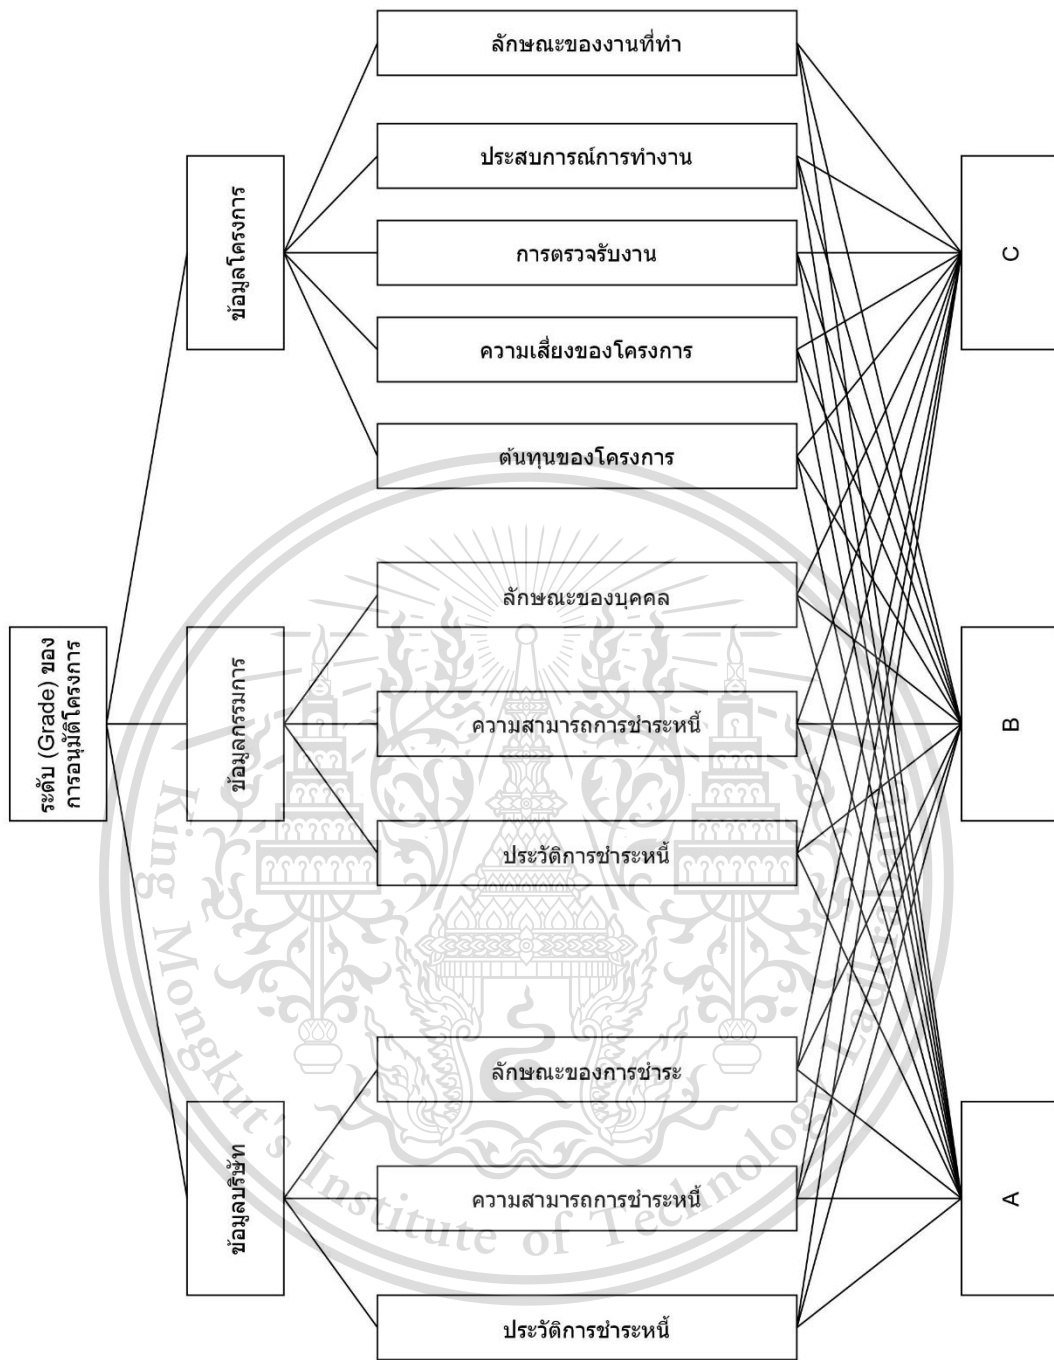 ระดับ (Grade) ของ
การอนุมัติโครงการ
ข้อมูลบริษัท
ข้อมูลกรรมการ
ข้อมูลโครงการ
ประวัติการชำระหนี้
ความสามารถการชำระหนี้
ลักษณะของการชำระ
ประวัติการชำระหนี้
ความสามารถการชำระหนี้
ลักษณะของบุคคล
ต้นทุนของโครงการ
ความเสี่ยงของโครงการ
การตรวจรับงาน
ประสบการณ์การทำงาน
ลักษณะของงานที่ทำ
A
B
C
King Mongkut's Institute of Technology Ladkrabang